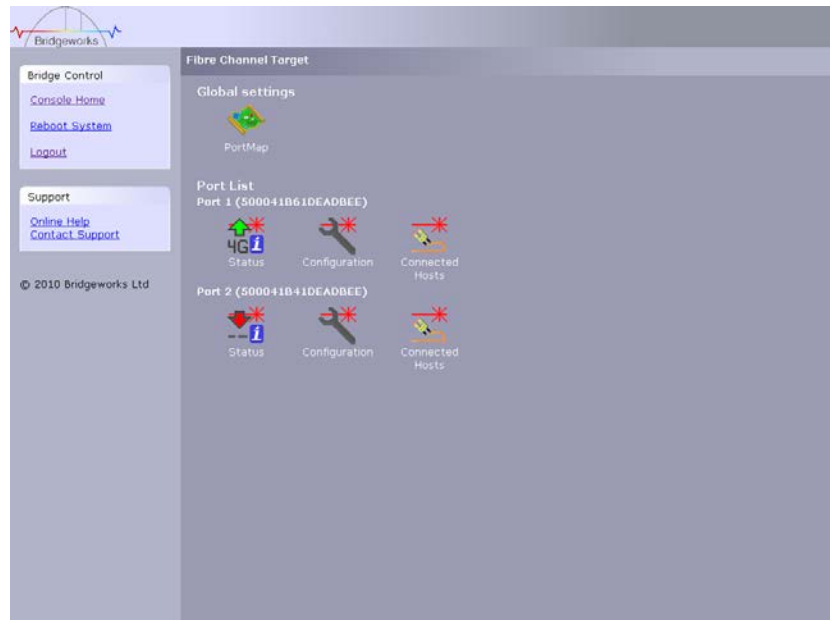 Bridgeworks
Fibre Channel Target
Bridge Control
Console Home
Reboot System
Logout
Support
Online Help
Contact Support
© 2010 Bridgeworks Ltd
Global settings
PortMap
Port List
Port 1 (500041B61DEADBEE)
4G i
Status Configuration Connected Hosts
Port 2 (500041B41DEADBEE)
-- i
Status Configuration Connected Hosts